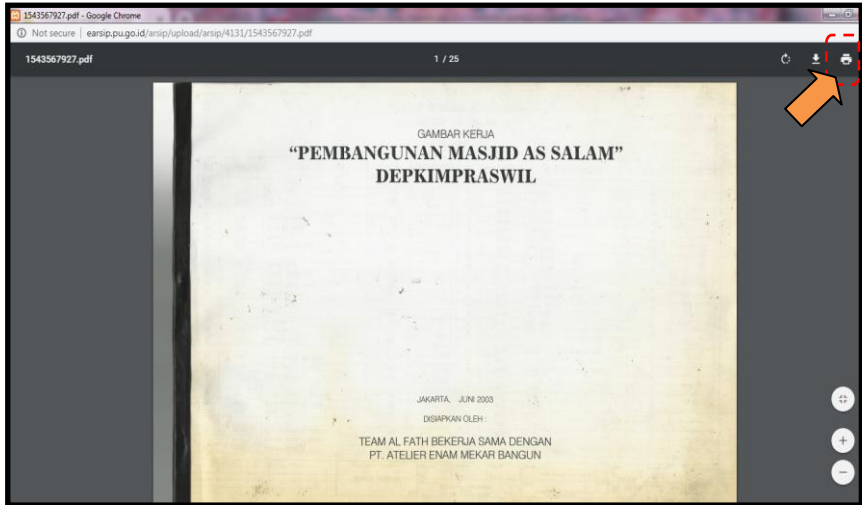 1543567927.pdf - Google Chrome
Not secure | earsip.pu.go.id/arsip/upload/arsip/4131/1543567927.pdf
1543567927.pdf
1 / 25
GAMBAR KERJA
“PEMBANGUNAN MASJID AS SALAM”
DEPKIMPRASWIL
JAKARTA, JUNI 2003
DISIAPKAN OLEH :
TEAM AL FATH BEKERJA SAMA DENGAN
PT. ATELIER ENAM MEKAR BANGUN